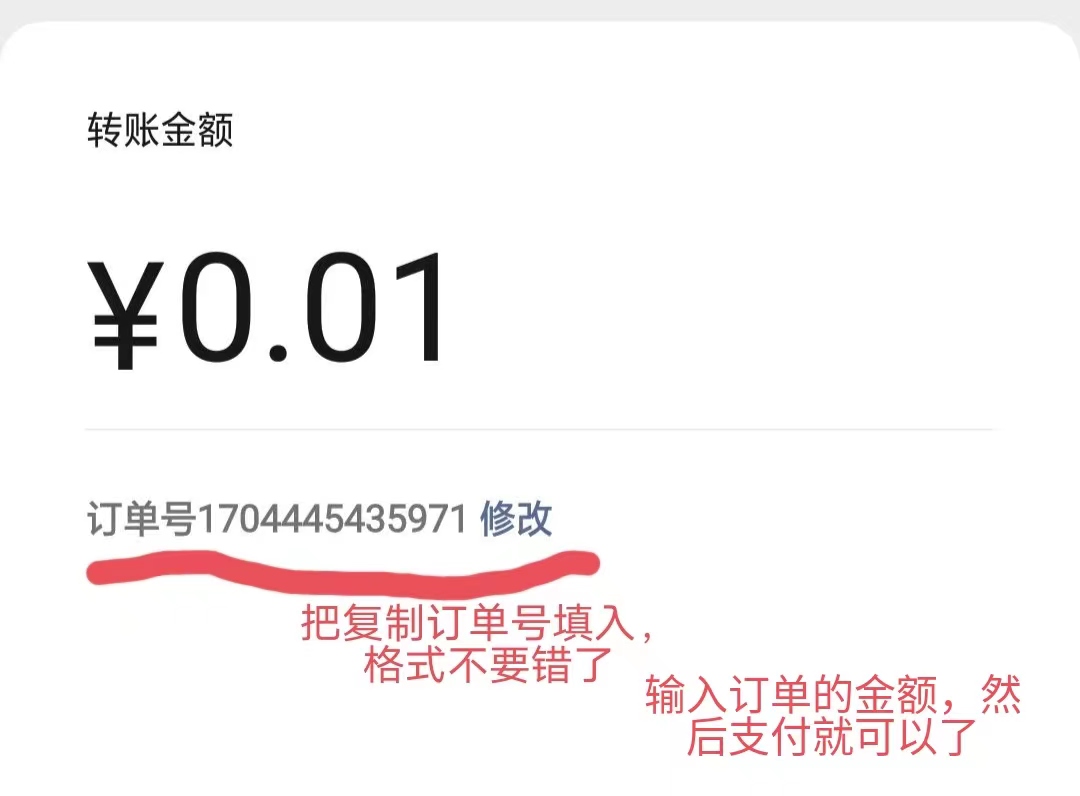 转账金额
¥0.01
订单号1704445435971 修改
把复制订单号填入，
格式不要错了
输入订单的金额，然
后支付就可以了